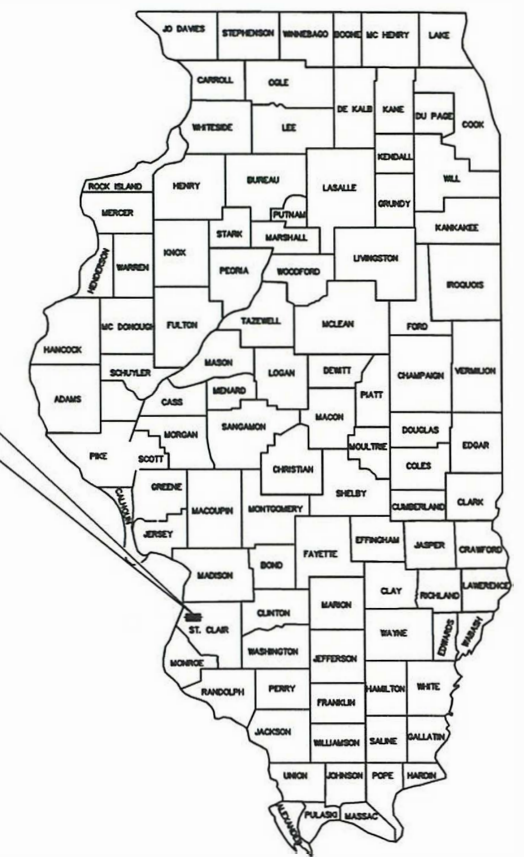 JO DAVIES STEPHENSON WINNEBAGO BOONE MC HENRY LAKE
CARROLL OGLE
DE KALB KANE DU PAGE COOK
WHITESIDE LEE
KENDALL
ROCK ISLAND HENRY BUREAU LASALLE WILL
MERCER PUTNAM GRUNDY
STARK MARSHALL KANKAKEE
HENDERSON WARREN KNOX PEORIA WOODFORD LIVINGSTON IROQUOIS
HANCOCK MC DONOUGH FULTON TAZEWELL MCLEAN FORD
MASON LOGAN DEWITT CHAMPAIGN VERMILION
SCHUYLER
ADAMS CASS MENARD PIATT
MACON
MORGAN SANGAMON DOUGLAS
PIKE SCOTT MOULTRIE EDGAR
CHRISTIAN COLES
GREENE SHELBY
CALHOUN MACOUPIN MONTGOMERY CUMBERLAND CLARK
JERSEY
EFFINGHAM JASPER CRAWFORD
BOND FAYETTE
MADISON
CLAY RICHLAND LAWERENCE
CLINTON MARION
ST. CLAIR WAYNE EDWARDS WABASH
WASHINGTON
MONROE JEFFERSON
RANDOLPH PERRY HAMILTON WHITE
FRANKLIN
JACKSON
WILLIAMSON SALINE GALLATIN
UNION JOHNSON POPE HARDIN
ALEXANDER PULASKI MASSAC